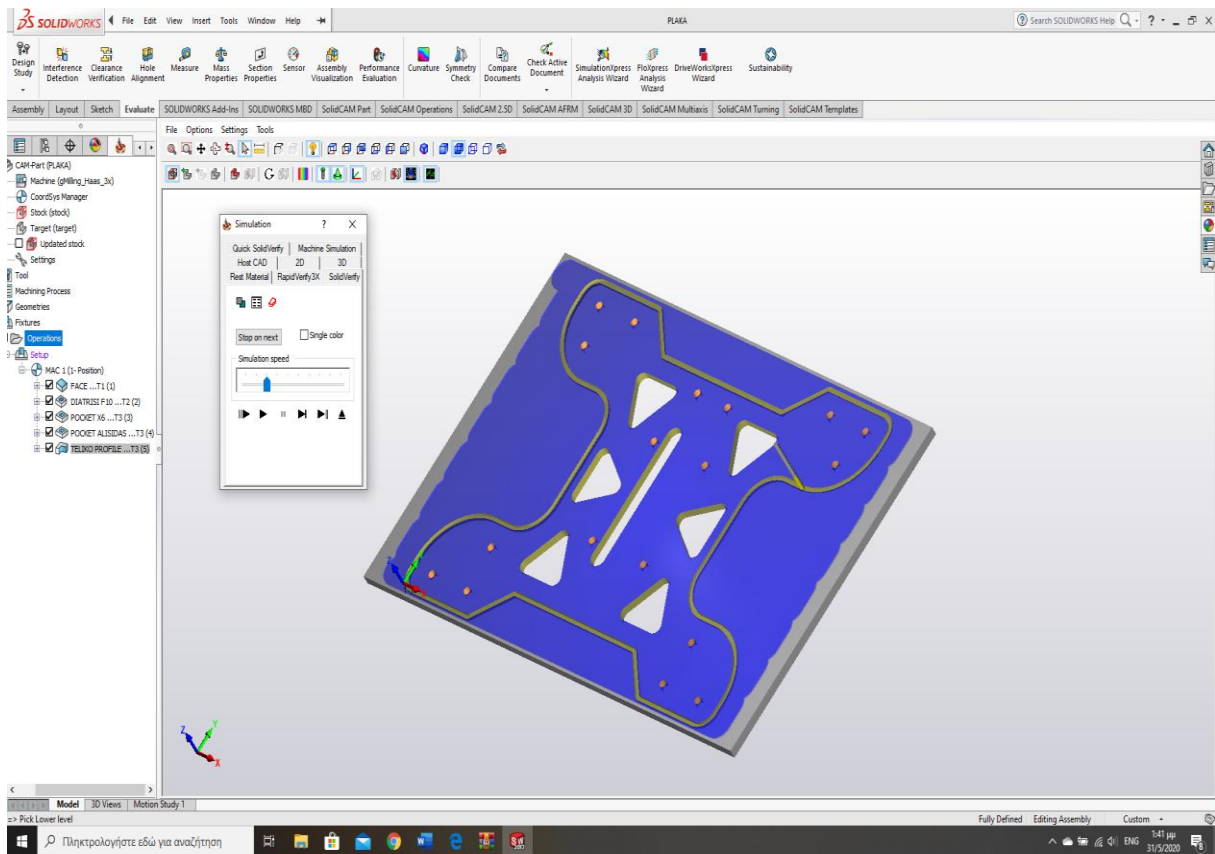 SOLIDWORKS File Edit View Insert Tools Window Help PLAKA Search SOLIDWORKS Help ?
Design Study Interference Detection Clearance Verification Hole Alignment Measure Mass Properties Section Properties Sensor Assembly Visualization Performance Evaluation Curvature Symmetry Check Compare Documents Check Active Document SimulationXpress Analysis Wizard FloXpress Analysis Wizard DriveWorksXpress Wizard Sustainability
Assembly Layout Sketch Evaluate SOLIDWORKS Add-Ins SOLIDWORKS MBD SolidCAM Part SolidCAM Operations SolidCAM 2.5D SolidCAM AFRM SolidCAM 3D SolidCAM Multiaxis SolidCAM Turning SolidCAM Templates
File Options Settings Tools
CAM-Part (PLAKA)
Machine (gMilling_Haas_3x)
CoordSys Manager
Stock (stock)
Target (target)
Updated stock
Settings
Tool
Machining Process
Geometries
Fixtures
Operations
Setup
MAC 1 (1- Position)
FACE ...T1 (1)
DIATRISI F10 ...T2 (2)
POCKET X6 ...T3 (3)
POCKET ALISIDAS ...T3 (4)
TELIKO PROFILE ...T3 (5)
Simulation ? X
Quick SolidVerify Machine Simulation
Host CAD 2D 3D
Rest Material RapidVerify3X SolidVerify
Stop on next Single color
Simulation speed
Z Y X
Model 3D Views Motion Study 1
=> Pick Lower level Fully Defined Editing Assembly Custom
Πληκτρολογήστε εδώ για αναζήτηση ENG 1:41 μμ
31/5/2020